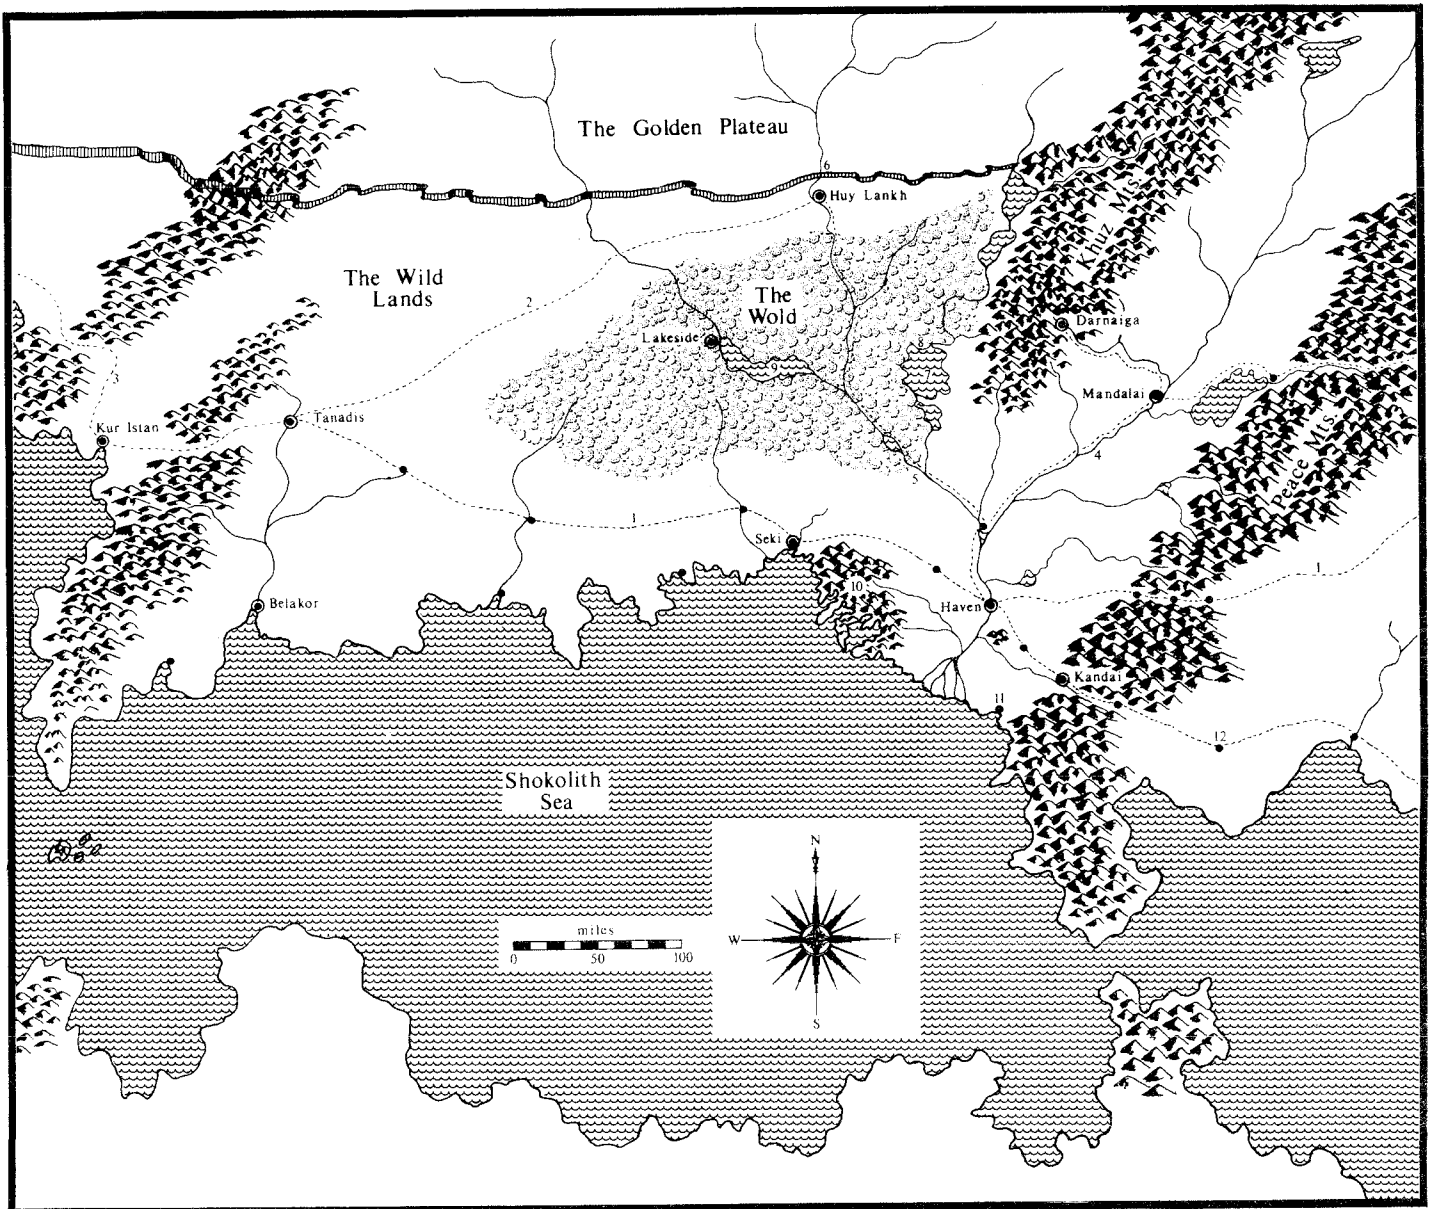 The Golden Plateau
6
Huy Lankh
Khuz Mts.
The Wild
Lands
2
The
Wold
Darnaiga
Lakeside
8
9
7
3
Mandalai
Kur Istan
Tanadis
4
Peace Mts.
5
1
Seki
1
10
Haven
Belakor
Kandai
11
12
Shokolith
Sea
N
miles
W
E
0
50
100
S